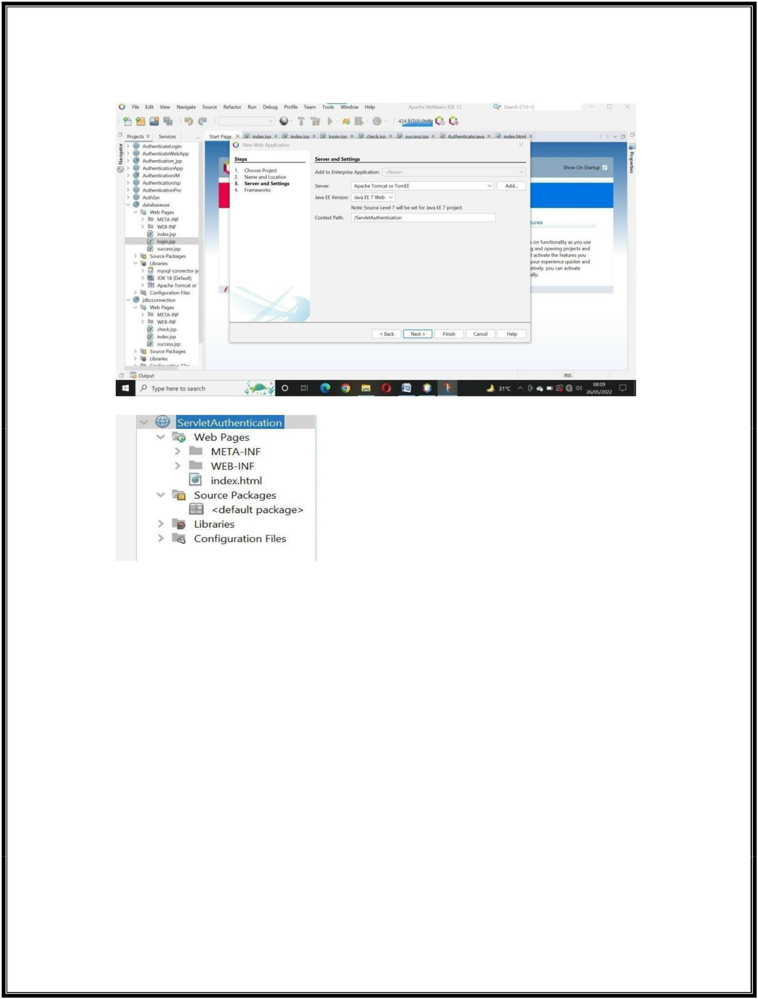 File Edit View Navigate Source Refactor Run Debug Profile Team Tools Window Help Apache NetBeans IDE 13 Search (Ctrl+I)
424.9/700.0MB
Projects Services Start Page index.jsp index.jsp login.jsp check.jsp success.jsp Authenticate.java index.html
Navigator
AuthenticateLogin
AuthenticateWebApp
Authentication_jsp
AuthenticationApp
AuthenticationJM
AuthenticationJsp
AuthenticationPro
AuthSer
databaseuse
Web Pages
META-INF
WEB-INF
index.jsp
login.jsp
success.jsp
Source Packages
Libraries
mysql-connector-ja
JDK 18 (Default)
Apache Tomcat or
Configuration Files
jdbcconnection
Web Pages
META-INF
WEB-INF
check.jsp
index.jsp
success.jsp
Source Packages
Libraries
Configuration Files
New Web Application
Steps
1. Choose Project
2. Name and Location
3. Server and Settings
4. Frameworks
Server and Settings
Add to Enterprise Application: <None>
Server: Apache Tomcat or TomEE Add...
Java EE Version: Java EE 7 Web
Note: Source Level 7 will be set for Java EE 7 project.
Context Path: /ServletAuthentication
< Back Next > Finish Cancel Help
Show On Startup
tures
s on functionality as you use
g and opening projects and
t activate the features you
your experience quicker and
atively, you can activate
ally.
Properties
Output INS
Type here to search 31°C 08:09
26/05/2022
ServletAuthentication
Web Pages
META-INF
WEB-INF
index.html
Source Packages
<default package>
Libraries
Configuration Files